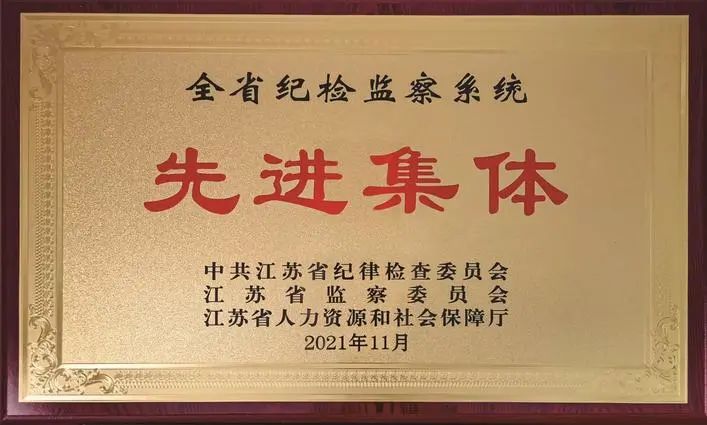 全省纪检监察系统
先进集体
中共江苏省纪律检查委员会
江苏省监察委员会
江苏省人力资源和社会保障厅
2021年11月